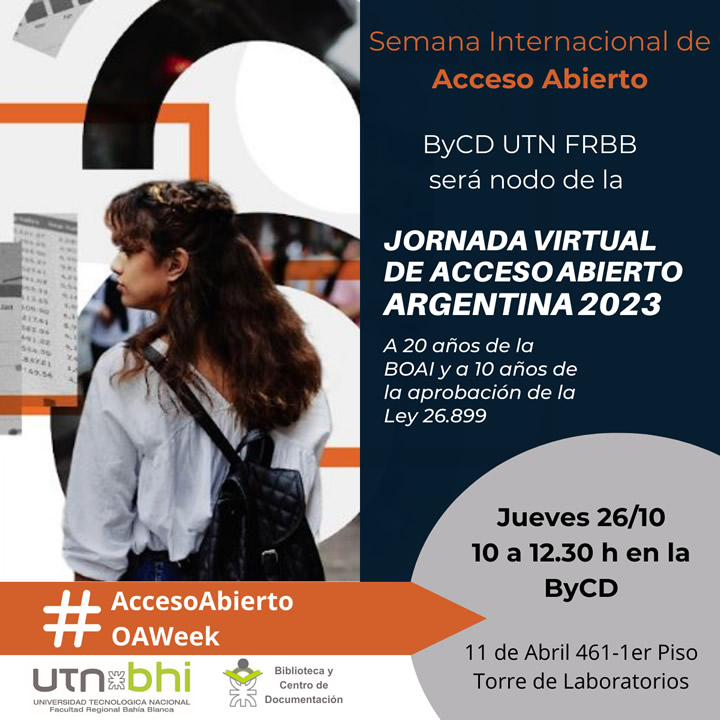 Semana Internacional de
Acceso Abierto
ByCD UTN FRBB
será nodo de la
JORNADA VIRTUAL
DE ACCESO ABIERTO
ARGENTINA 2023
A 20 años de la
BOAI y a 10 años de
la aprobación de la
Ley 26.899
Jueves 26/10
10 a 12.30 h en la
ByCD
11 de Abril 461-1er Piso
Torre de Laboratorios
# AccesoAbierto
OAWeek
utn bhi
UNIVERSIDAD TECNOLOGICA NACIONAL
Facultad Regional Bahía Blanca
Biblioteca y
Centro de
Documentación